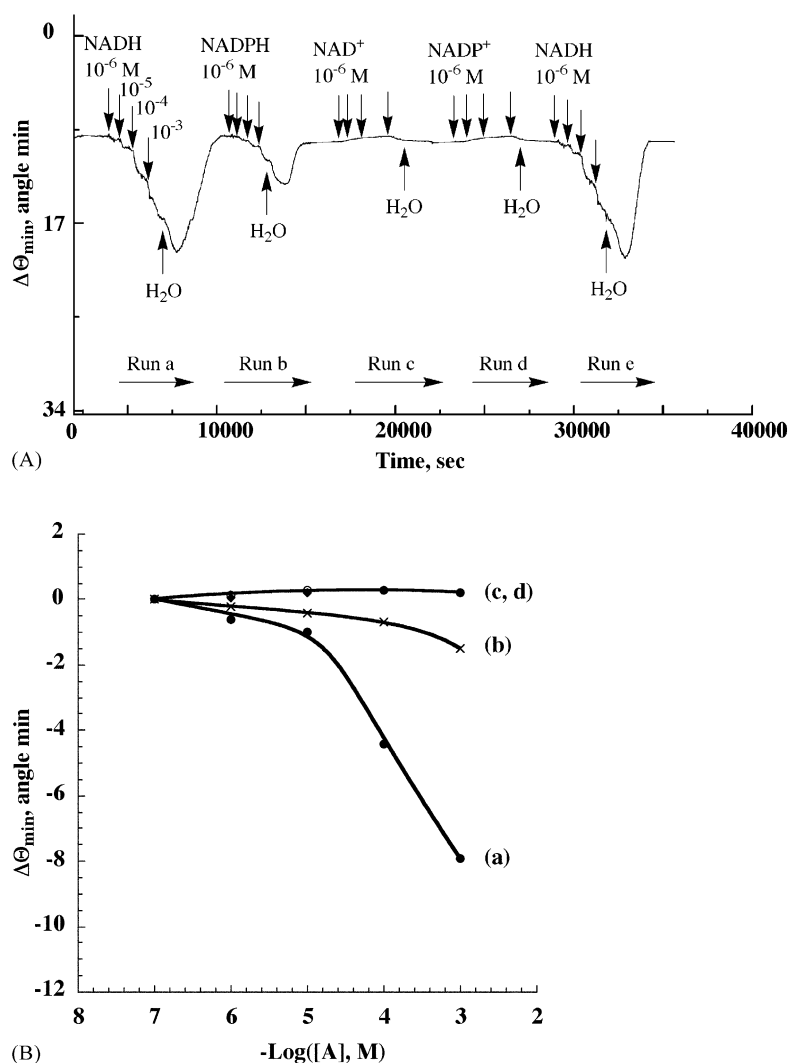 0
NADH NADPH NAD+ NADP+ NADH
10-6 M 10-6 M 10-6 M 10-6 M 10-6 M
10-5
10-4
10-3
ΔΘmin, angle min
17
H2O H2O H2O H2O H2O
Run a Run b Run c Run d Run e
34
0 10000 20000 30000 40000
Time, sec
(A)
2
0
-2
-4
-6
-8
-10
-12
(c, d)
(b)
(a)
ΔΘmin, angle min
8 7 6 5 4 3 2
-Log([A], M)
(B)